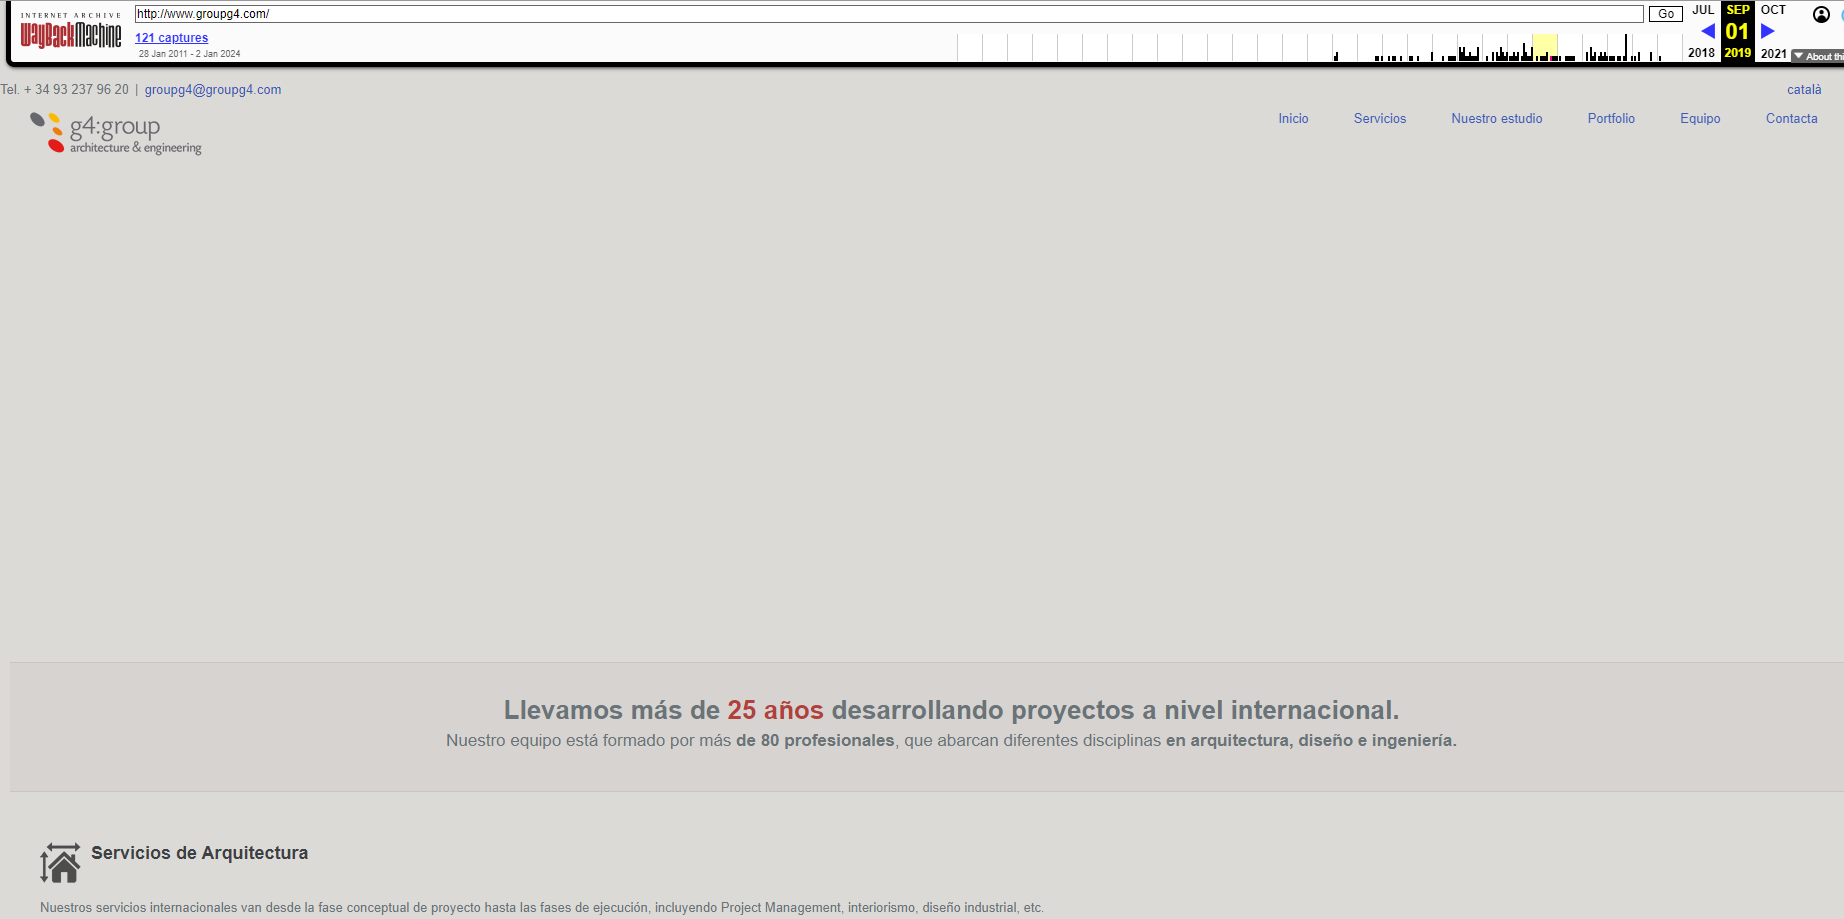 INTERNET ARCHIVE
WayBackMachine
http://www.groupg4.com/
Go
121 captures
28 Jan 2011 - 2 Jan 2024
JUL SEP OCT
01
2018 2019 2021
About thi
Tel. + 34 93 237 96 20 | groupg4@groupg4.com
català
g4:group
architecture & engineering
Inicio Servicios Nuestro estudio Portfolio Equipo Contacta
Llevamos más de 25 años desarrollando proyectos a nivel internacional.
Nuestro equipo está formado por más de 80 profesionales, que abarcan diferentes disciplinas en arquitectura, diseño e ingeniería.
Servicios de Arquitectura
Nuestros servicios internacionales van desde la fase conceptual de proyecto hasta las fases de ejecución, incluyendo Project Management, interiorismo, diseño industrial, etc.